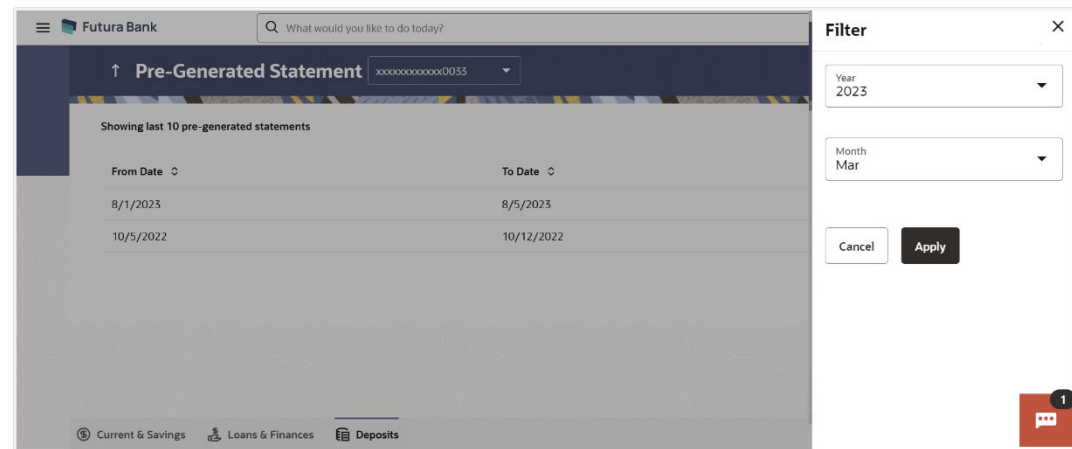 Futura Bank
What would you like to do today?
Pre-Generated Statement xxxxxxxxxxxx0033
Showing last 10 pre-generated statements
From Date To Date
8/1/2023 8/5/2023
10/5/2022 10/12/2022
Current & Savings Loans & Finances Deposits
Filter
Year
2023
Month
Mar
Cancel Apply
1